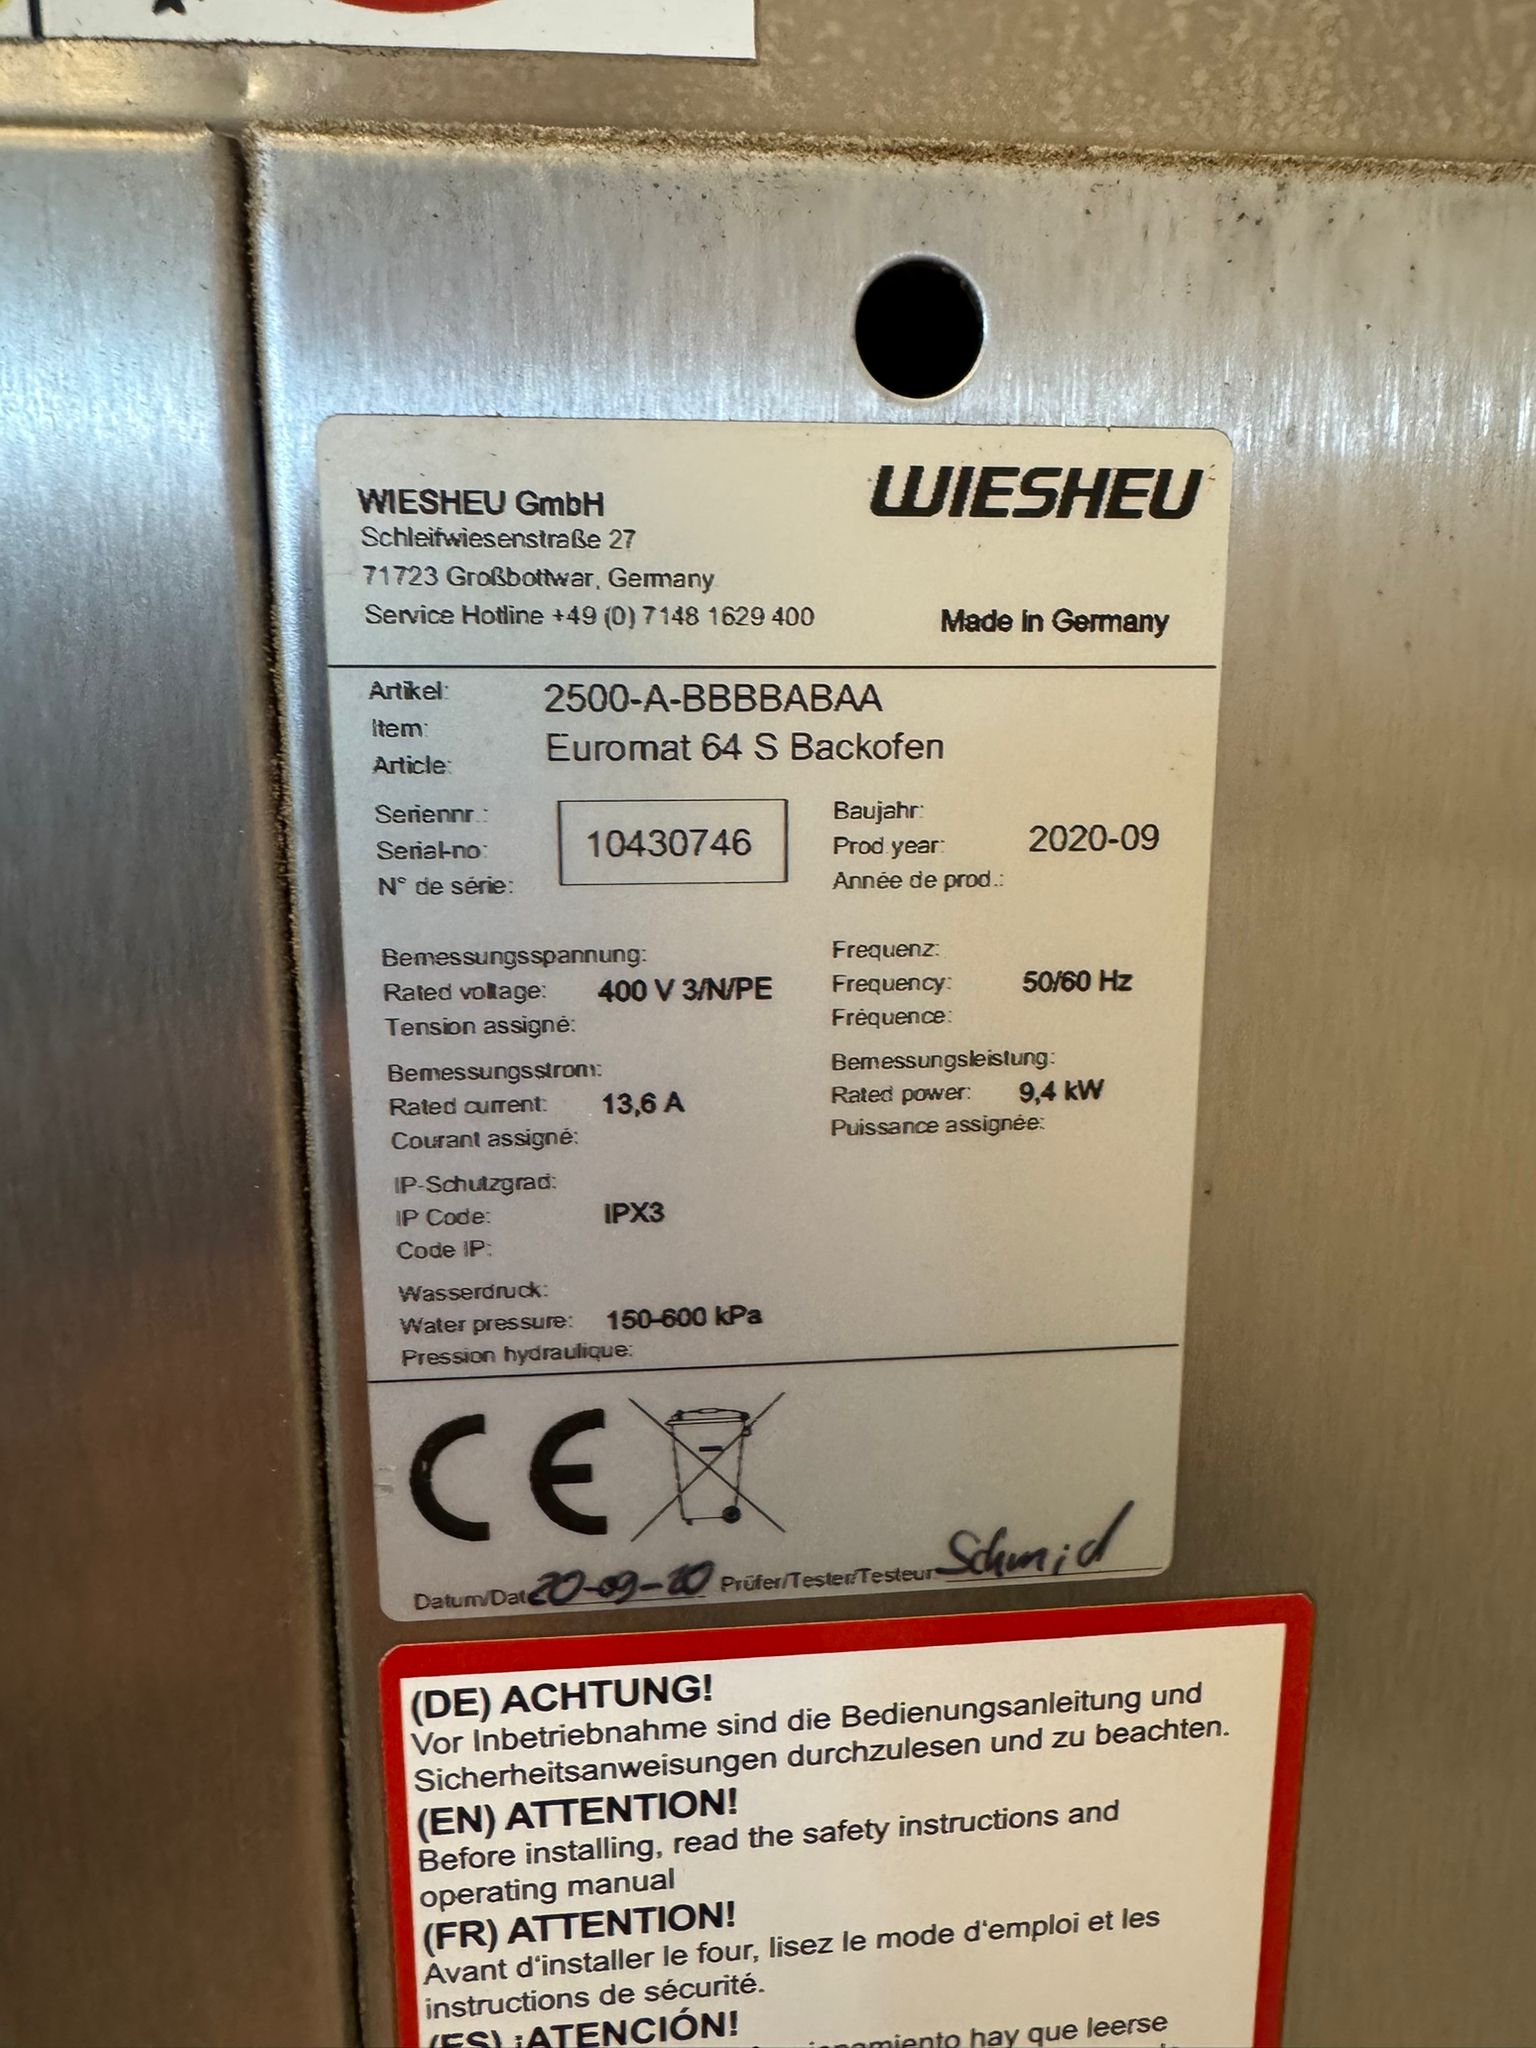 WIESHEU GmbH
WIESHEU
Schleifwiesenstraße 27
71723 Großbottwar, Germany
Service Hotline +49 (0) 7148 1629 400
Made in Germany
Artikel: 2500-A-BBBBABAA
Item:
Euromat 64 S Backofen
Article:
Seriennr.:
Serial-no: 10430746
N° de série:
Baujahr:
Prod.year: 2020-09
Année de prod.:
Bemessungsspannung:
Rated voltage: 400 V 3/N/PE
Tension assigné:
Frequenz:
Frequency: 50/60 Hz
Fréquence:
Bemessungsstrom:
Rated current: 13,6 A
Courant assigné:
Bemessungsleistung:
Rated power: 9,4 kW
Puissance assignée:
IP-Schutzgrad:
IP Code: IPX3
Code IP:
Wasserdruck:
Water pressure: 150-600 kPa
Pression hydraulique:
CE
Datum/Dat 20-09-20 Prüfer/Tester/Testeur Schmid
(DE) ACHTUNG!
Vor Inbetriebnahme sind die Bedienungsanleitung und
Sicherheitsanweisungen durchzulesen und zu beachten.
(EN) ATTENTION!
Before installing, read the safety instructions and
operating manual
(FR) ATTENTION!
Avant d'installer le four, lisez le mode d'emploi et les
instructions de sécurité.
(ES) ¡ATENCIÓN!
hay que leerse